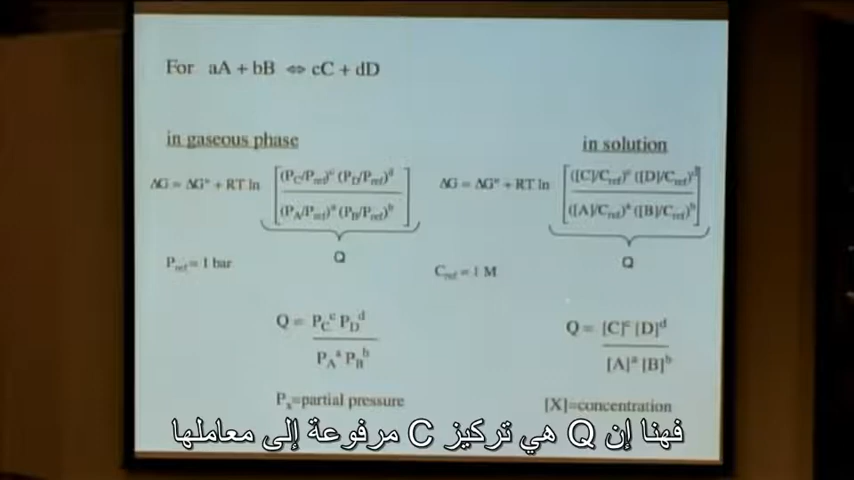 For aA + bB ⇔ cC + dD
in gaseous phase
ΔG = ΔG° + RT ln [(P_C/P_ref)^c (P_D/P_ref)^d / (P_A/P_ref)^a (P_B/P_ref)^b]
Q
P_ref = 1 bar
Q = P_C^c P_D^d / P_A^a P_B^b
P_x=partial pressure
in solution
ΔG = ΔG° + RT ln [([C]/C_ref)^c ([D]/C_ref)^d / ([A]/C_ref)^a ([B]/C_ref)^b]
Q
C_ref = 1 M
Q = [C]^c [D]^d / [A]^a [B]^b
[X]=concentration
فهنا إن Q هي تركيز C مرفوعة إلى معاملها